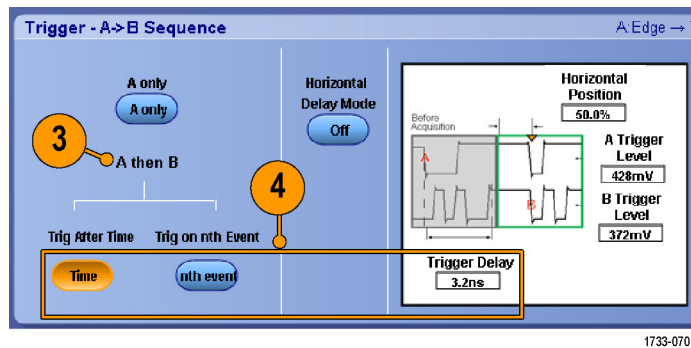 Trigger - A->B Sequence
A:Edge →
A only
A only
3
A then B
4
Trig After Time
Trig on nth Event
Time
nth event
Horizontal
Delay Mode
Off
Before
Acquisition
A
B
Horizontal
Position
50.0%
A Trigger
Level
428mV
B Trigger
Level
372mV
Trigger Delay
3.2ns
1733-070